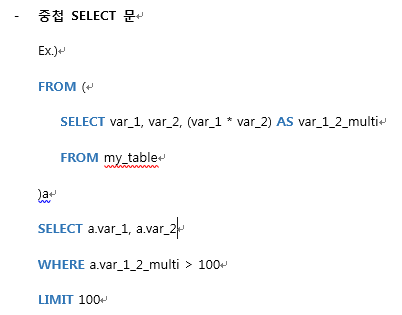 - 중첩 SELECT 문
Ex.)
FROM (
SELECT var_1, var_2, (var_1 * var_2) AS var_1_2_multi
FROM my_table
)a
SELECT a.var_1, a.var_2
WHERE a.var_1_2_multi > 100
LIMIT 100